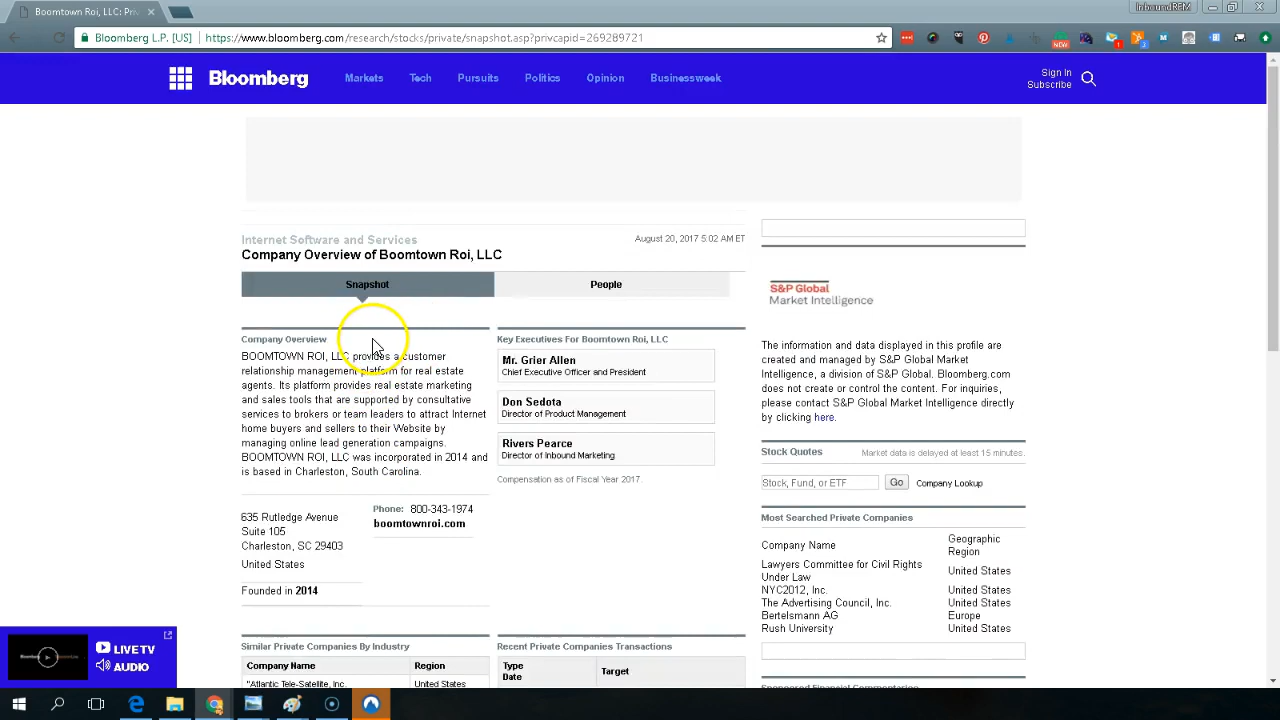 Boomtown Roi, LLC: Priv
InboundREM
Bloomberg L.P. [US]
https://www.bloomberg.com/research/stocks/private/snapshot.asp?privcapid=269289721
NEW
1
Bloomberg
Markets
Tech
Pursuits
Politics
Opinion
Businessweek
Sign In
Subscribe
Internet Software and Services
August 20, 2017 5:02 AM ET
Company Overview of Boomtown Roi, LLC
Snapshot
People
Company Overview
BOOMTOWN ROI, LLC provides a customer
relationship management platform for real estate
agents. Its platform provides real estate marketing
and sales tools that are supported by consultative
services to brokers or team leaders to attract Internet
home buyers and sellers to their Website by
managing online lead generation campaigns.
BOOMTOWN ROI, LLC was incorporated in 2014 and
is based in Charleston, South Carolina.
635 Rutledge Avenue
Suite 105
Charleston, SC 29403
United States
Founded in 2014
Phone: 800-343-1974
boomtownroi.com
Key Executives For Boomtown Roi, LLC
Mr. Grier Allen
Chief Executive Officer and President
Don Sedota
Director of Product Management
Rivers Pearce
Director of Inbound Marketing
Compensation as of Fiscal Year 2017.
S&P Global
Market Intelligence
The information and data displayed in this profile are
created and managed by S&P Global Market
Intelligence, a division of S&P Global. Bloomberg.com
does not create or control the content. For inquiries,
please contact S&P Global Market Intelligence directly
by clicking here.
Stock Quotes
Market data is delayed at least 15 minutes.
Stock, Fund, or ETF
Go
Company Lookup
Most Searched Private Companies
Company Name
Geographic
Region
Lawyers Committee for Civil Rights
Under Law
United States
NYC2012, Inc.
United States
The Advertising Council, Inc.
United States
Bertelsmann AG
Europe
Rush University
United States
Sponsored Financial Commentaries
Similar Private Companies By Industry
Company Name
Region
"Atlantic Tele-Satellite, Inc.
United States
Recent Private Companies Transactions
Type
Date
Target
LIVE TV
AUDIO